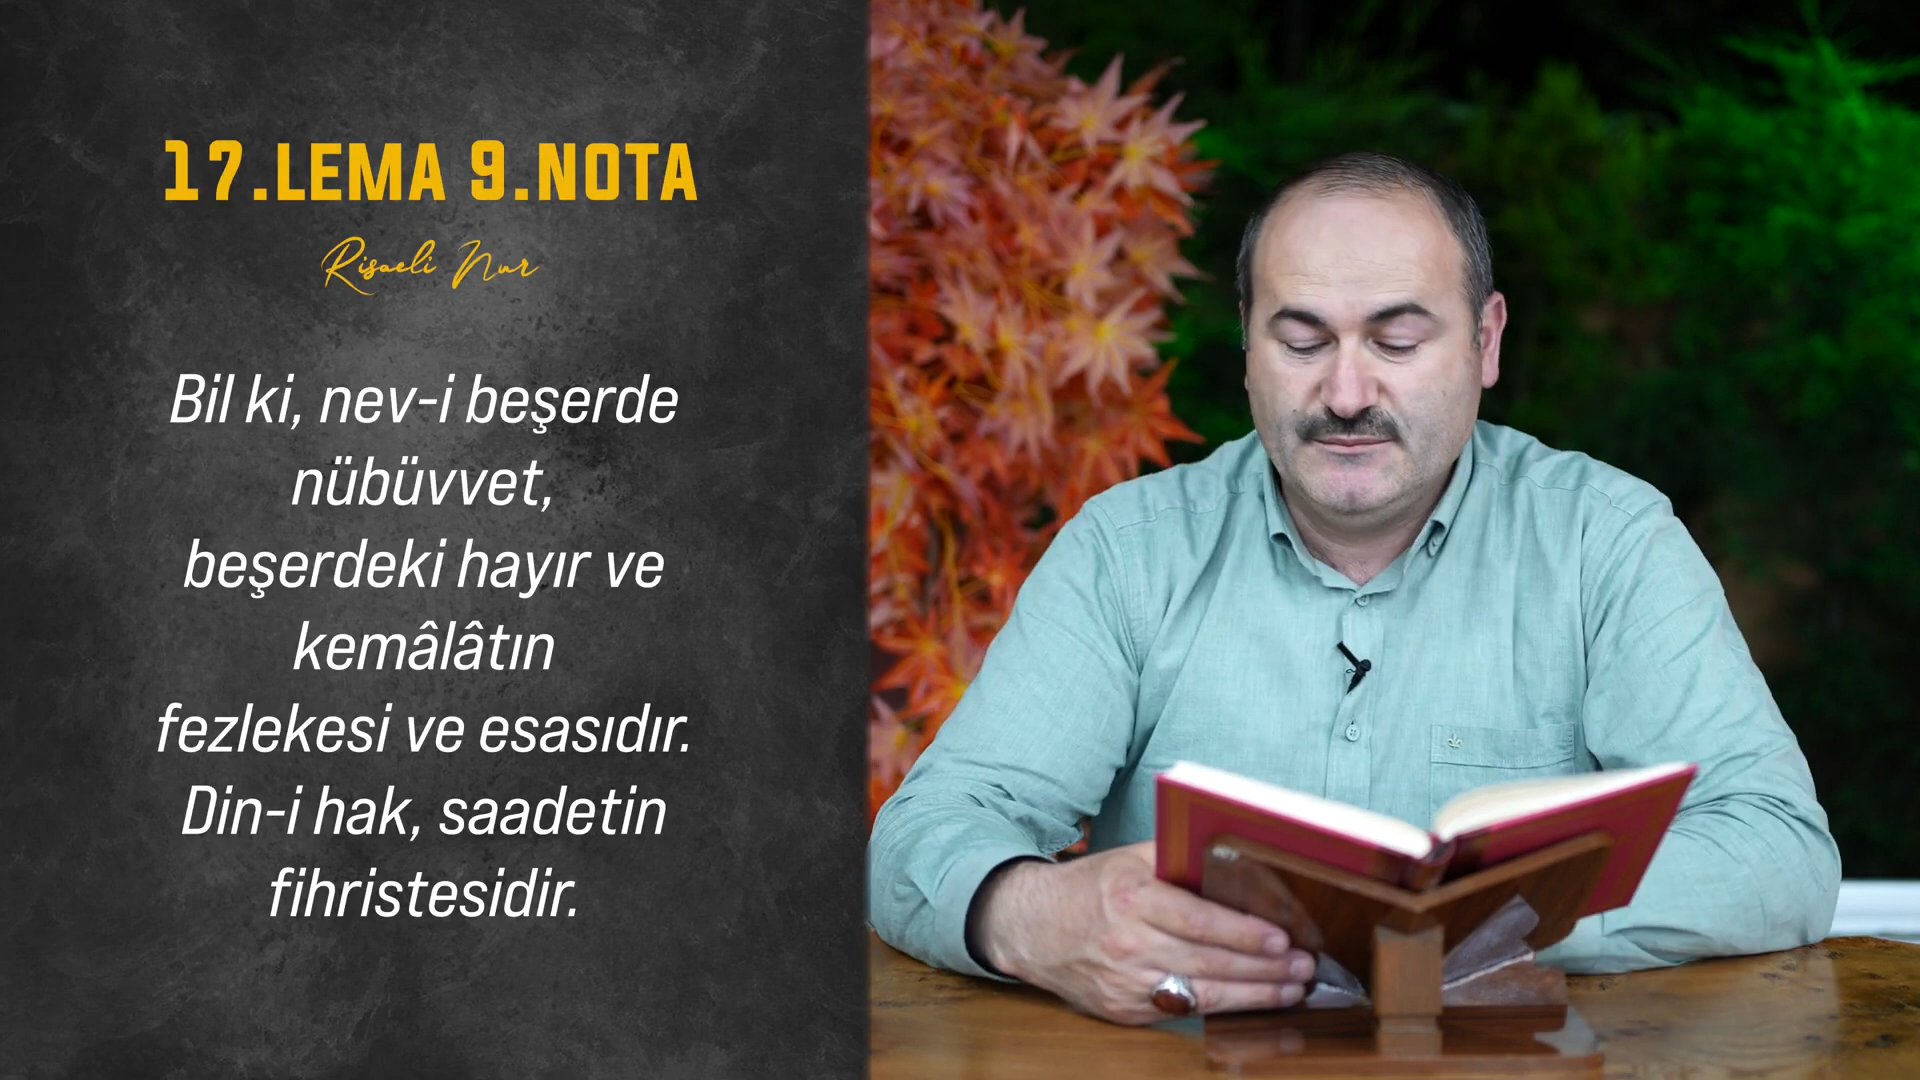 17.LEMA 9.NOTA
Risaeli Nur
Bil ki, nev-i beşerde
nübüvvet,
beşerdeki hayır ve
kemâlâtın
fezlekesi ve esasıdır.
Din-i hak, saadetin
fihristesidir.